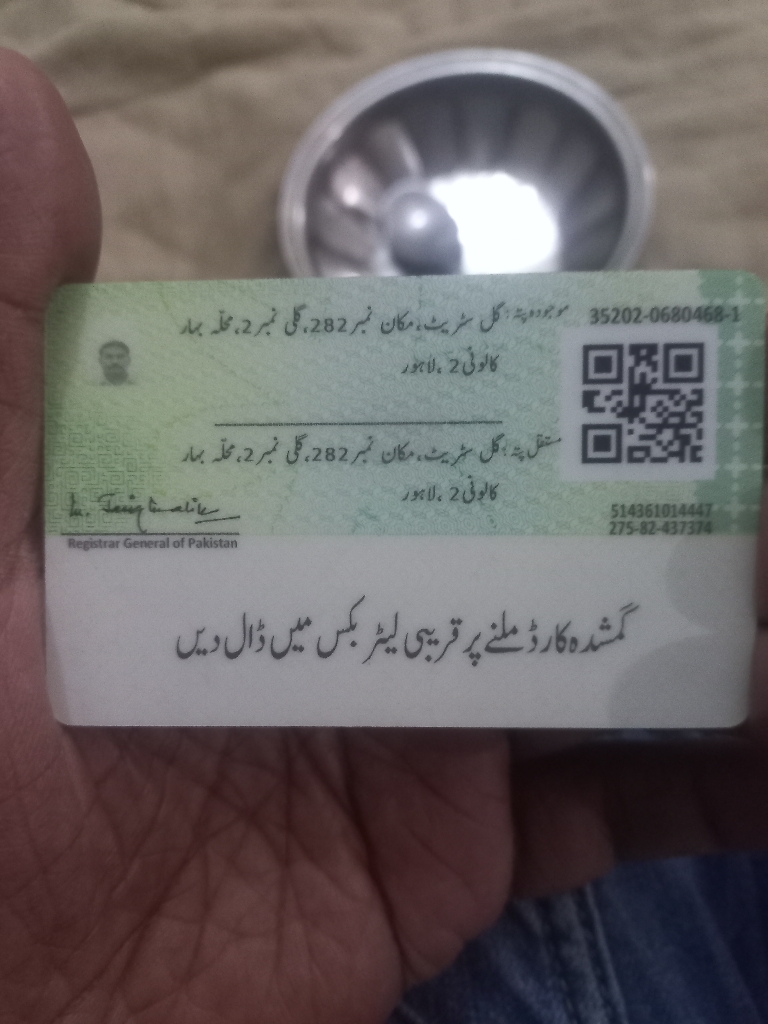 35202-0680468-1
موجودہ پتہ: گل سٹریٹ، مکان نمبر 282، گلی نمبر 2، محلّہ بہار
کالونی 2، لاہور
مستقل پتہ: گل سٹریٹ، مکان نمبر 282، گلی نمبر 2، محلّہ بہار
کالونی 2، لاہور
514361014447
275-82-437374
Registrar General of Pakistan
گمشدہ کارڈ ملنے پر قریبی لیٹر بکس میں ڈال دیں